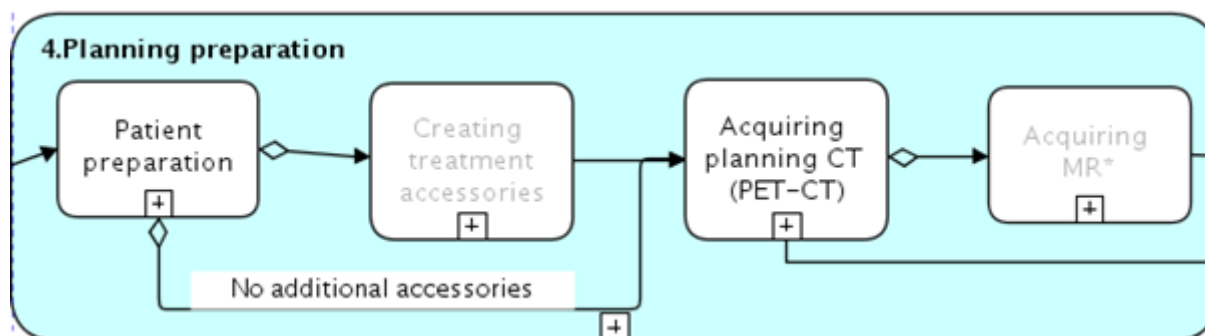 4.Planning preparation
Patient
preparation
Creating
treatment
accessories
Acquiring
planning CT
(PET-CT)
Acquiring
MR*
No additional accessories